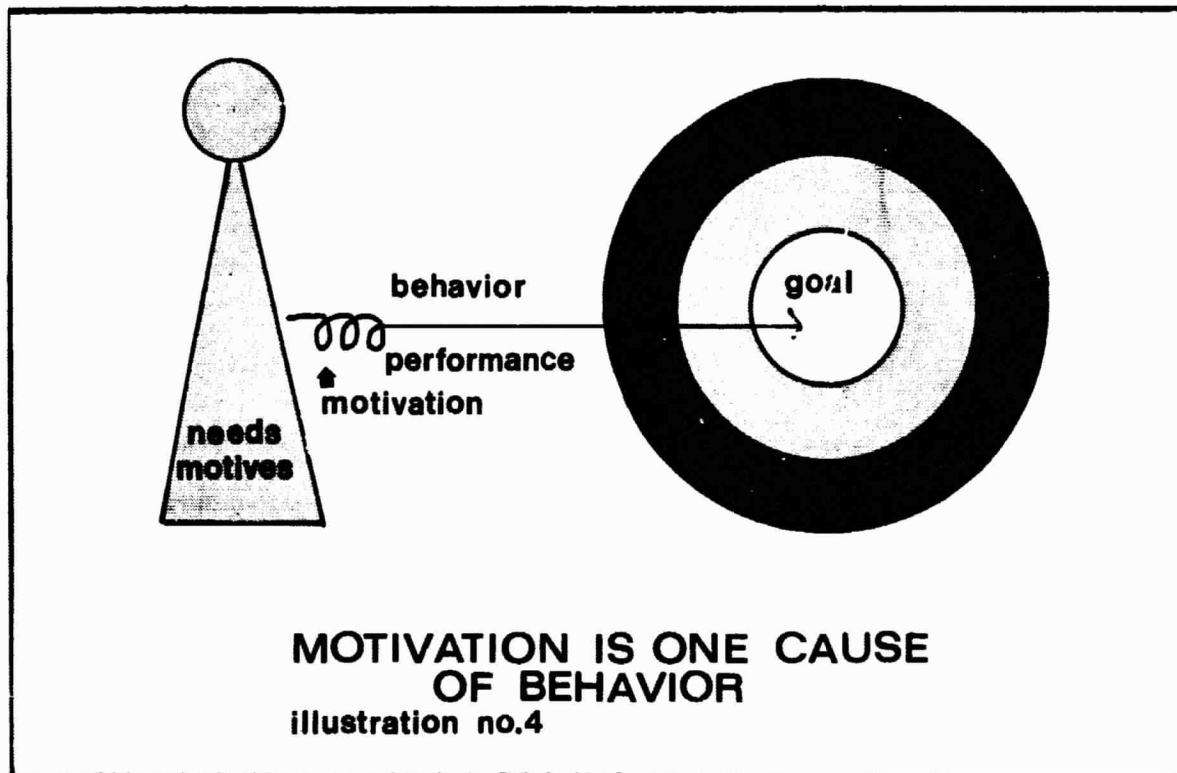 behavior
goal
performance
motivation
needs
motives
MOTIVATION IS ONE CAUSE
OF BEHAVIOR
illustration no.4